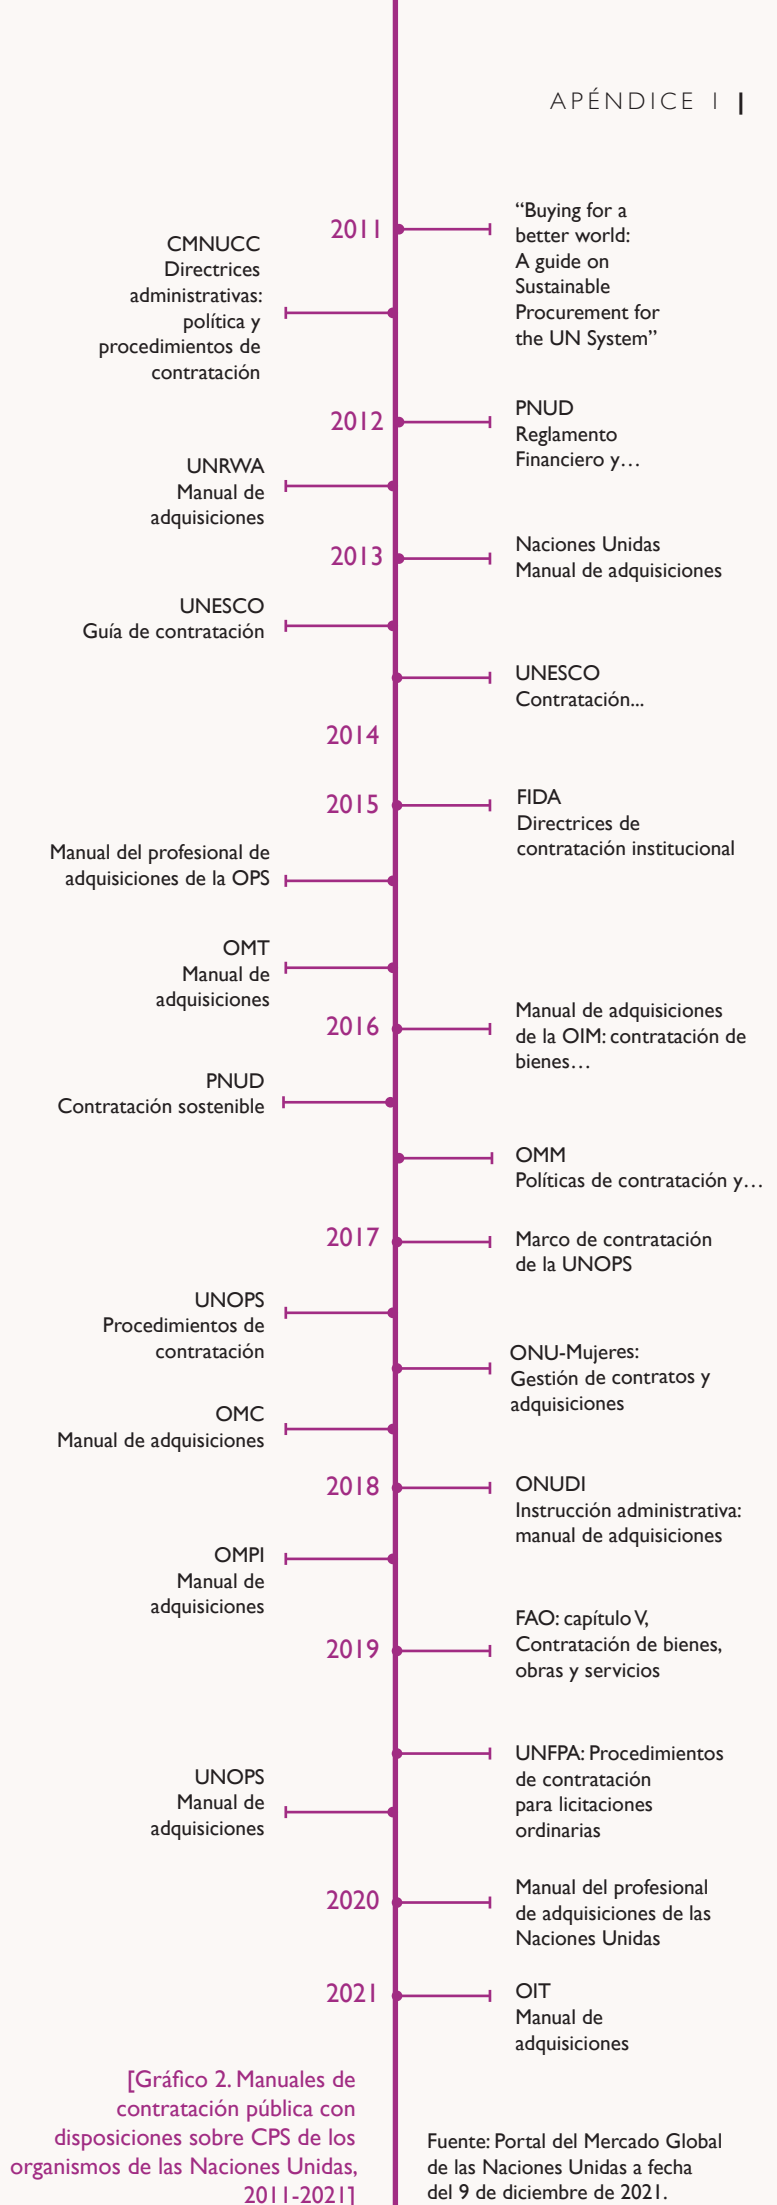 APÉNDICE I |
2011
“Buying for a
better world:
A guide on
Sustainable
Procurement for
the UN System”
CMNUCC
Directrices
administrativas:
política y
procedimientos de
contratación
2012
PNUD
Reglamento
Financiero y…
UNRWA
Manual de
adquisiciones
2013
Naciones Unidas
Manual de adquisiciones
UNESCO
Guía de contratación
UNESCO
Contratación...
2014
2015
FIDA
Directrices de
contratación institucional
Manual del profesional de
adquisiciones de la OPS
OMT
Manual de
adquisiciones
2016
Manual de adquisiciones
de la OIM: contratación de
bienes…
PNUD
Contratación sostenible
OMM
Políticas de contratación y…
2017
Marco de contratación
de la UNOPS
UNOPS
Procedimientos de
contratación
ONU-Mujeres:
Gestión de contratos y
adquisiciones
OMC
Manual de adquisiciones
2018
ONUDI
Instrucción administrativa:
manual de adquisiciones
OMPI
Manual de
adquisiciones
2019
FAO: capítulo V,
Contratación de bienes,
obras y servicios
UNFPA: Procedimientos
de contratación
para licitaciones
ordinarias
UNOPS
Manual de
adquisiciones
2020
Manual del profesional
de adquisiciones de las
Naciones Unidas
2021
OIT
Manual de
adquisiciones
[Gráfico 2. Manuales de
contratación pública con
disposiciones sobre CPS de los
organismos de las Naciones Unidas,
2011-2021]
Fuente: Portal del Mercado Global
de las Naciones Unidas a fecha
del 9 de diciembre de 2021.